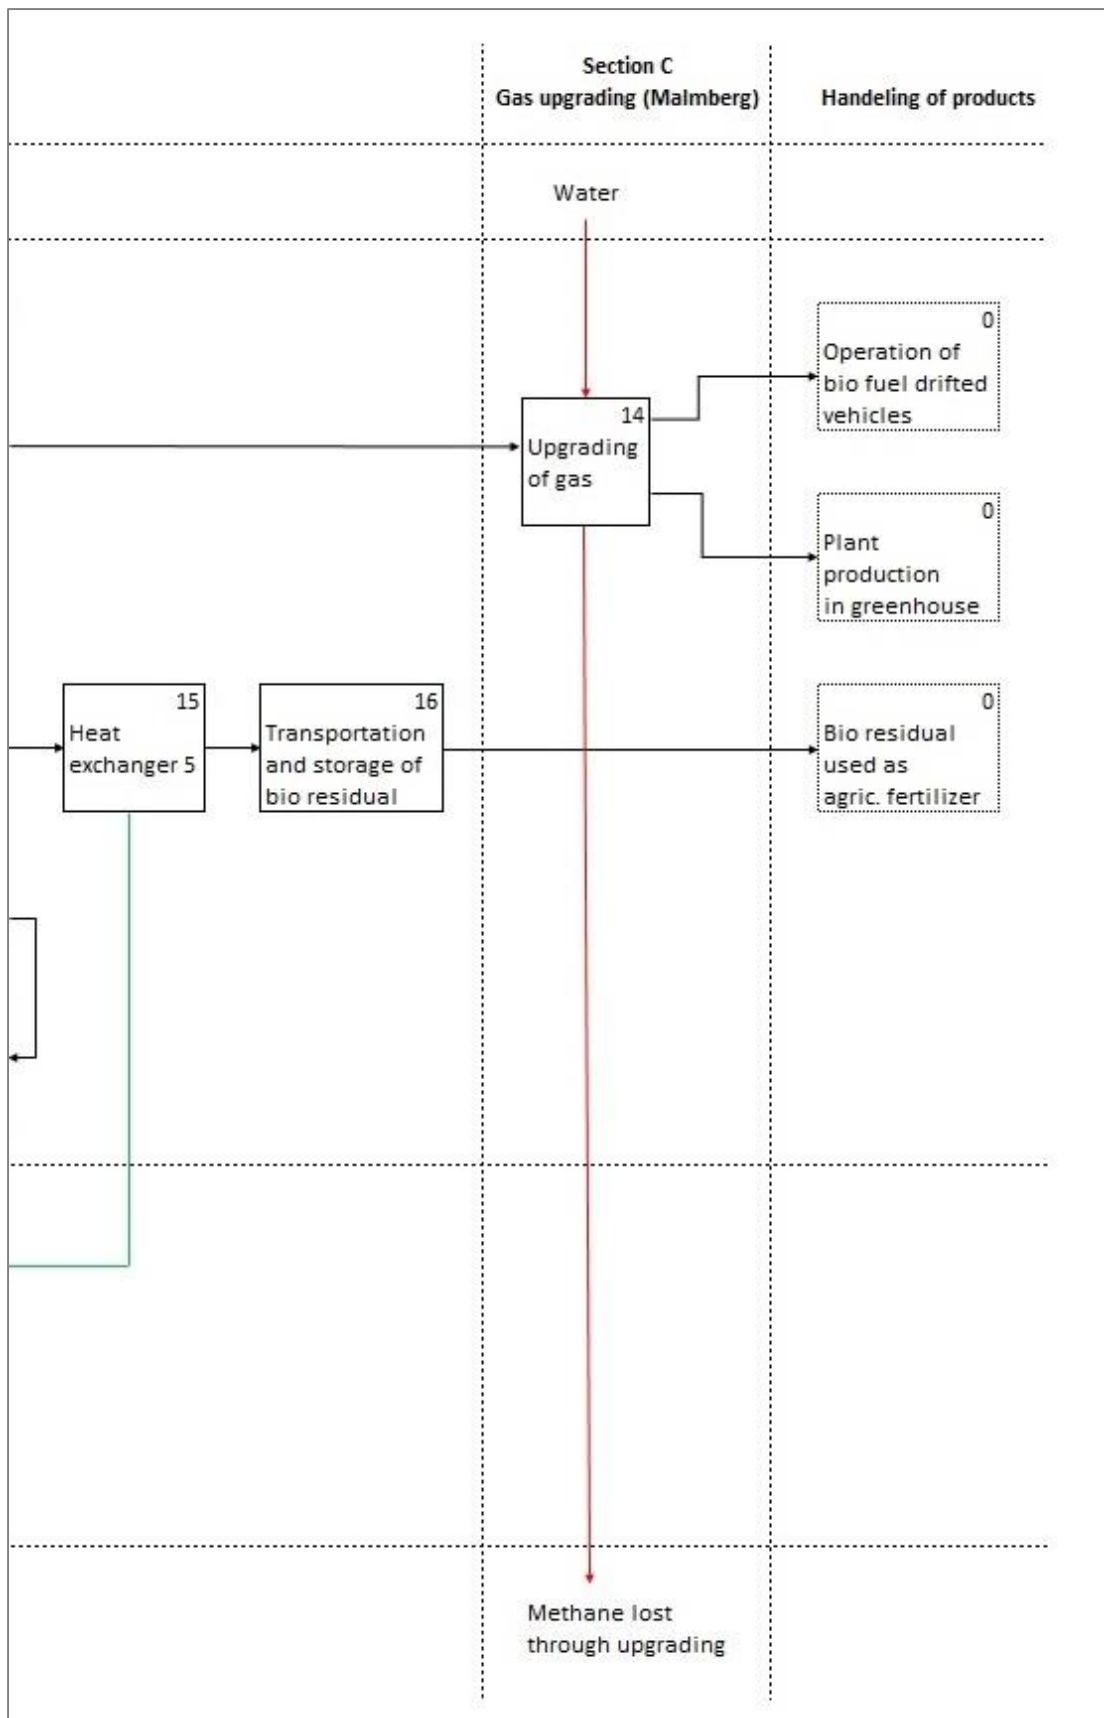 Section C
Gas upgrading (Malmberg)
Handeling of products
Water
0
Operation of
bio fuel drifted
vehicles
14
Upgrading
of gas
0
Plant
production
in greenhouse
15
Heat
exchanger 5
16
Transportation
and storage of
bio residual
0
Bio residual
used as
agric. fertilizer
Methane lost
through upgrading